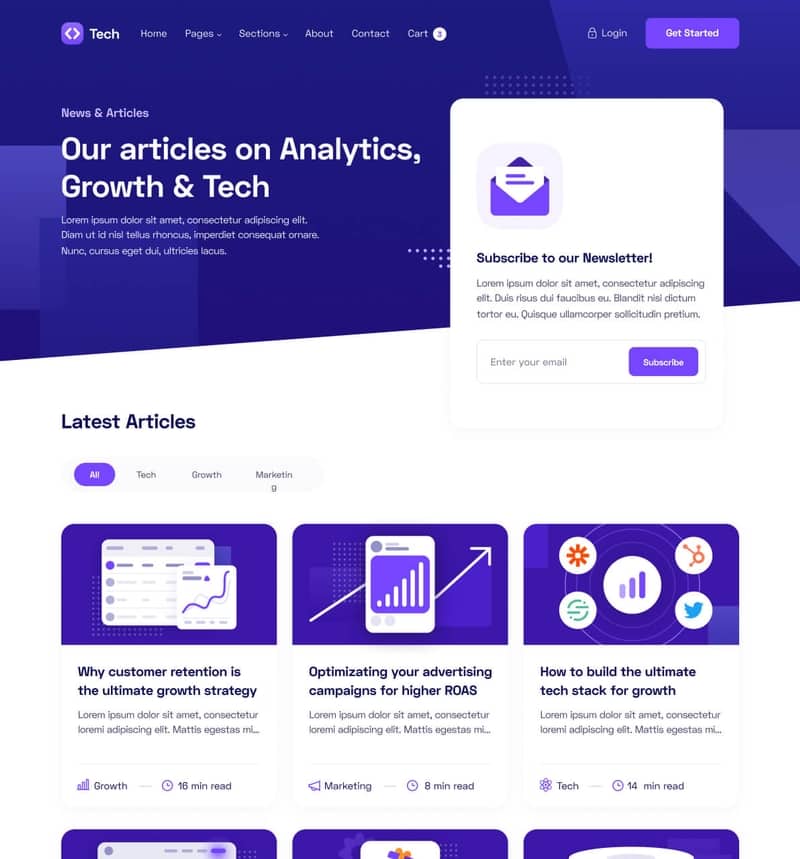 Tech
Home
Pages
Sections
About
Contact
Cart 3
Login
Get Started
News & Articles
Our articles on Analytics,
Growth & Tech
Lorem ipsum dolor sit amet, consectetur adipiscing elit.
Diam ut id nisl tellus rhoncus, imperdiet consequat ornare.
Nunc, cursus eget dui, ultricies lacus.
Subscribe to our Newsletter!
Lorem ipsum dolor sit amet, consectetur adipiscing
elit. Duis risus dui faucibus eu. Blandit nisi dictum
tortor eu, Quisque ullamcorper sollicitudin pretium.
Enter your email
Subscribe
Latest Articles
All
Tech
Growth
Marketin
g
Why customer retention is
the ultimate growth strategy
Lorem ipsum dolor sit amet, consectetur
loremi adipiscing elit. Mattis egestas mi...
Growth
16 min read
Optimizating your advertising
campaigns for higher ROAS
Lorem ipsum dolor sit amet, consectetur
loremi adipiscing elit. Mattis egestas mi...
Marketing
8 min read
How to build the ultimate
tech stack for growth
Lorem ipsum dolor sit amet, consectetur
loremi adipiscing elit. Mattis egestas mi...
Tech
14 min read